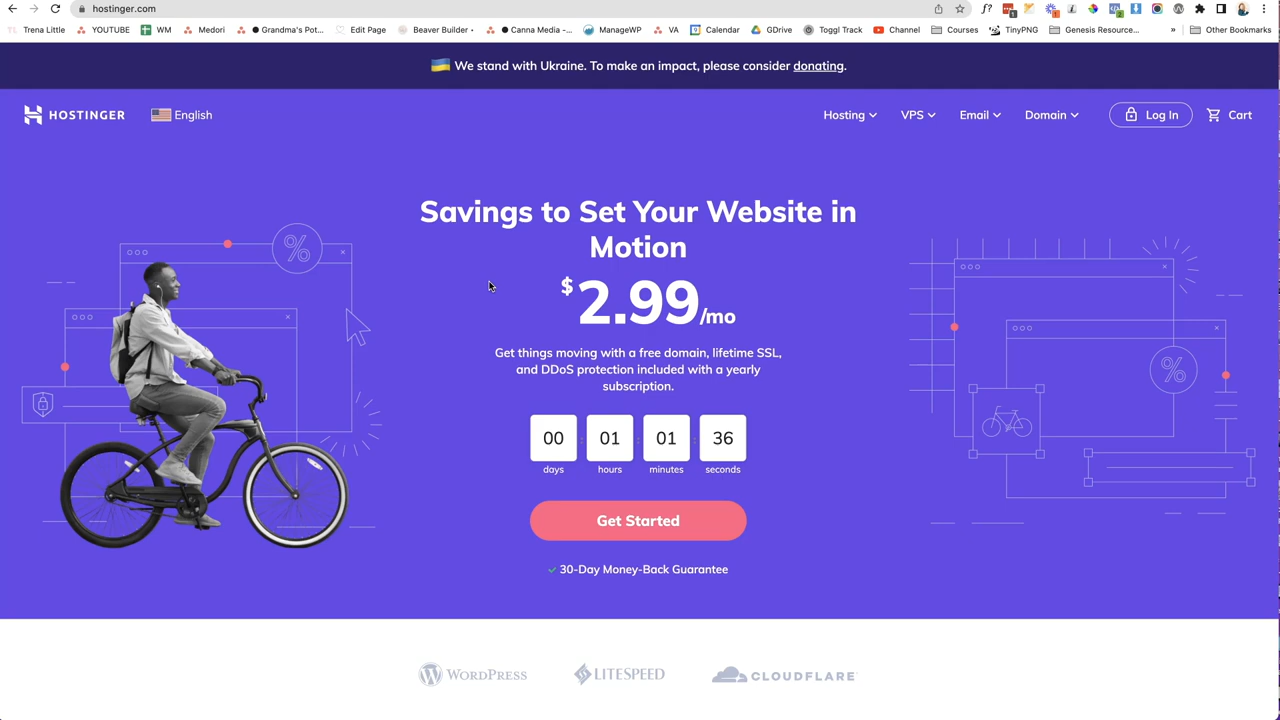 hostinger.com
Trena Little
YOUTUBE
WM
Medori
Grandma's Pot...
Edit Page
Beaver Builder
Canna Media -...
ManageWP
VA
Calendar
GDrive
Toggl Track
Channel
Courses
TinyPNG
Genesis Resource...
»
Other Bookmarks
We stand with Ukraine. To make an impact, please consider donating.
HOSTINGER
English
Hosting
VPS
Email
Domain
Log In
Cart
Savings to Set Your Website in
Motion
$2.99/mo
Get things moving with a free domain, lifetime SSL,
and DDoS protection included with a yearly
subscription.
00 : 01 : 01 : 36
days hours minutes seconds
Get Started
30-Day Money-Back Guarantee
WORDPRESS
LITESPEED
CLOUDFLARE